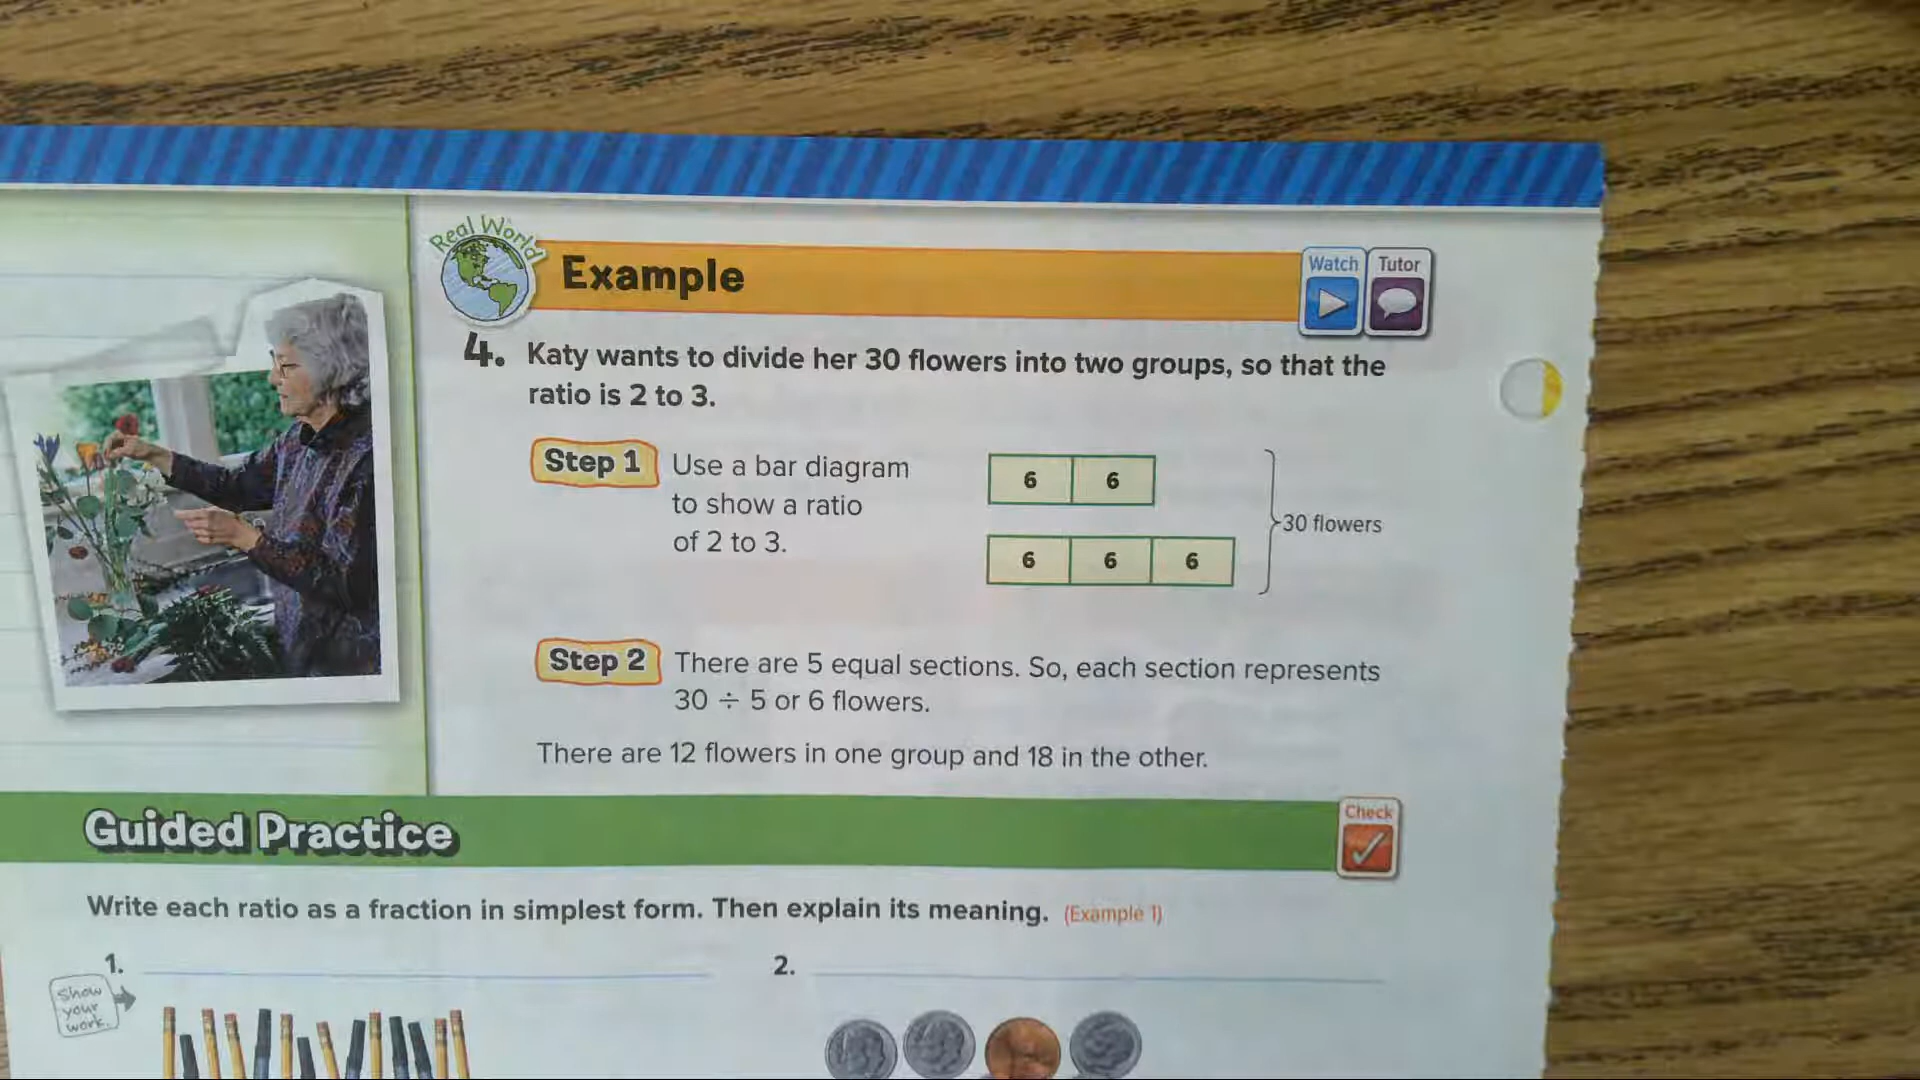 Real World
Example
Watch
Tutor
4. Katy wants to divide her 30 flowers into two groups, so that the
ratio is 2 to 3.
Step 1 Use a bar diagram
to show a ratio
of 2 to 3.
6 6
6 6 6
30 flowers
Step 2 There are 5 equal sections. So, each section represents
30 ÷ 5 or 6 flowers.
There are 12 flowers in one group and 18 in the other.
Guided Practice
Check
Write each ratio as a fraction in simplest form. Then explain its meaning. (Example 1)
1.
2.
Show
your
work.